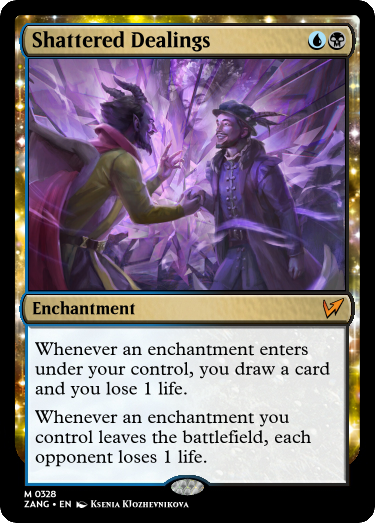 Shattered Dealings
Enchantment
Whenever an enchantment enters
under your control, you draw a card
and you lose 1 life.
Whenever an enchantment you
control leaves the battlefield, each
opponent loses 1 life.
M 0328
ZANG • EN Ksenia Kłozhevnikova